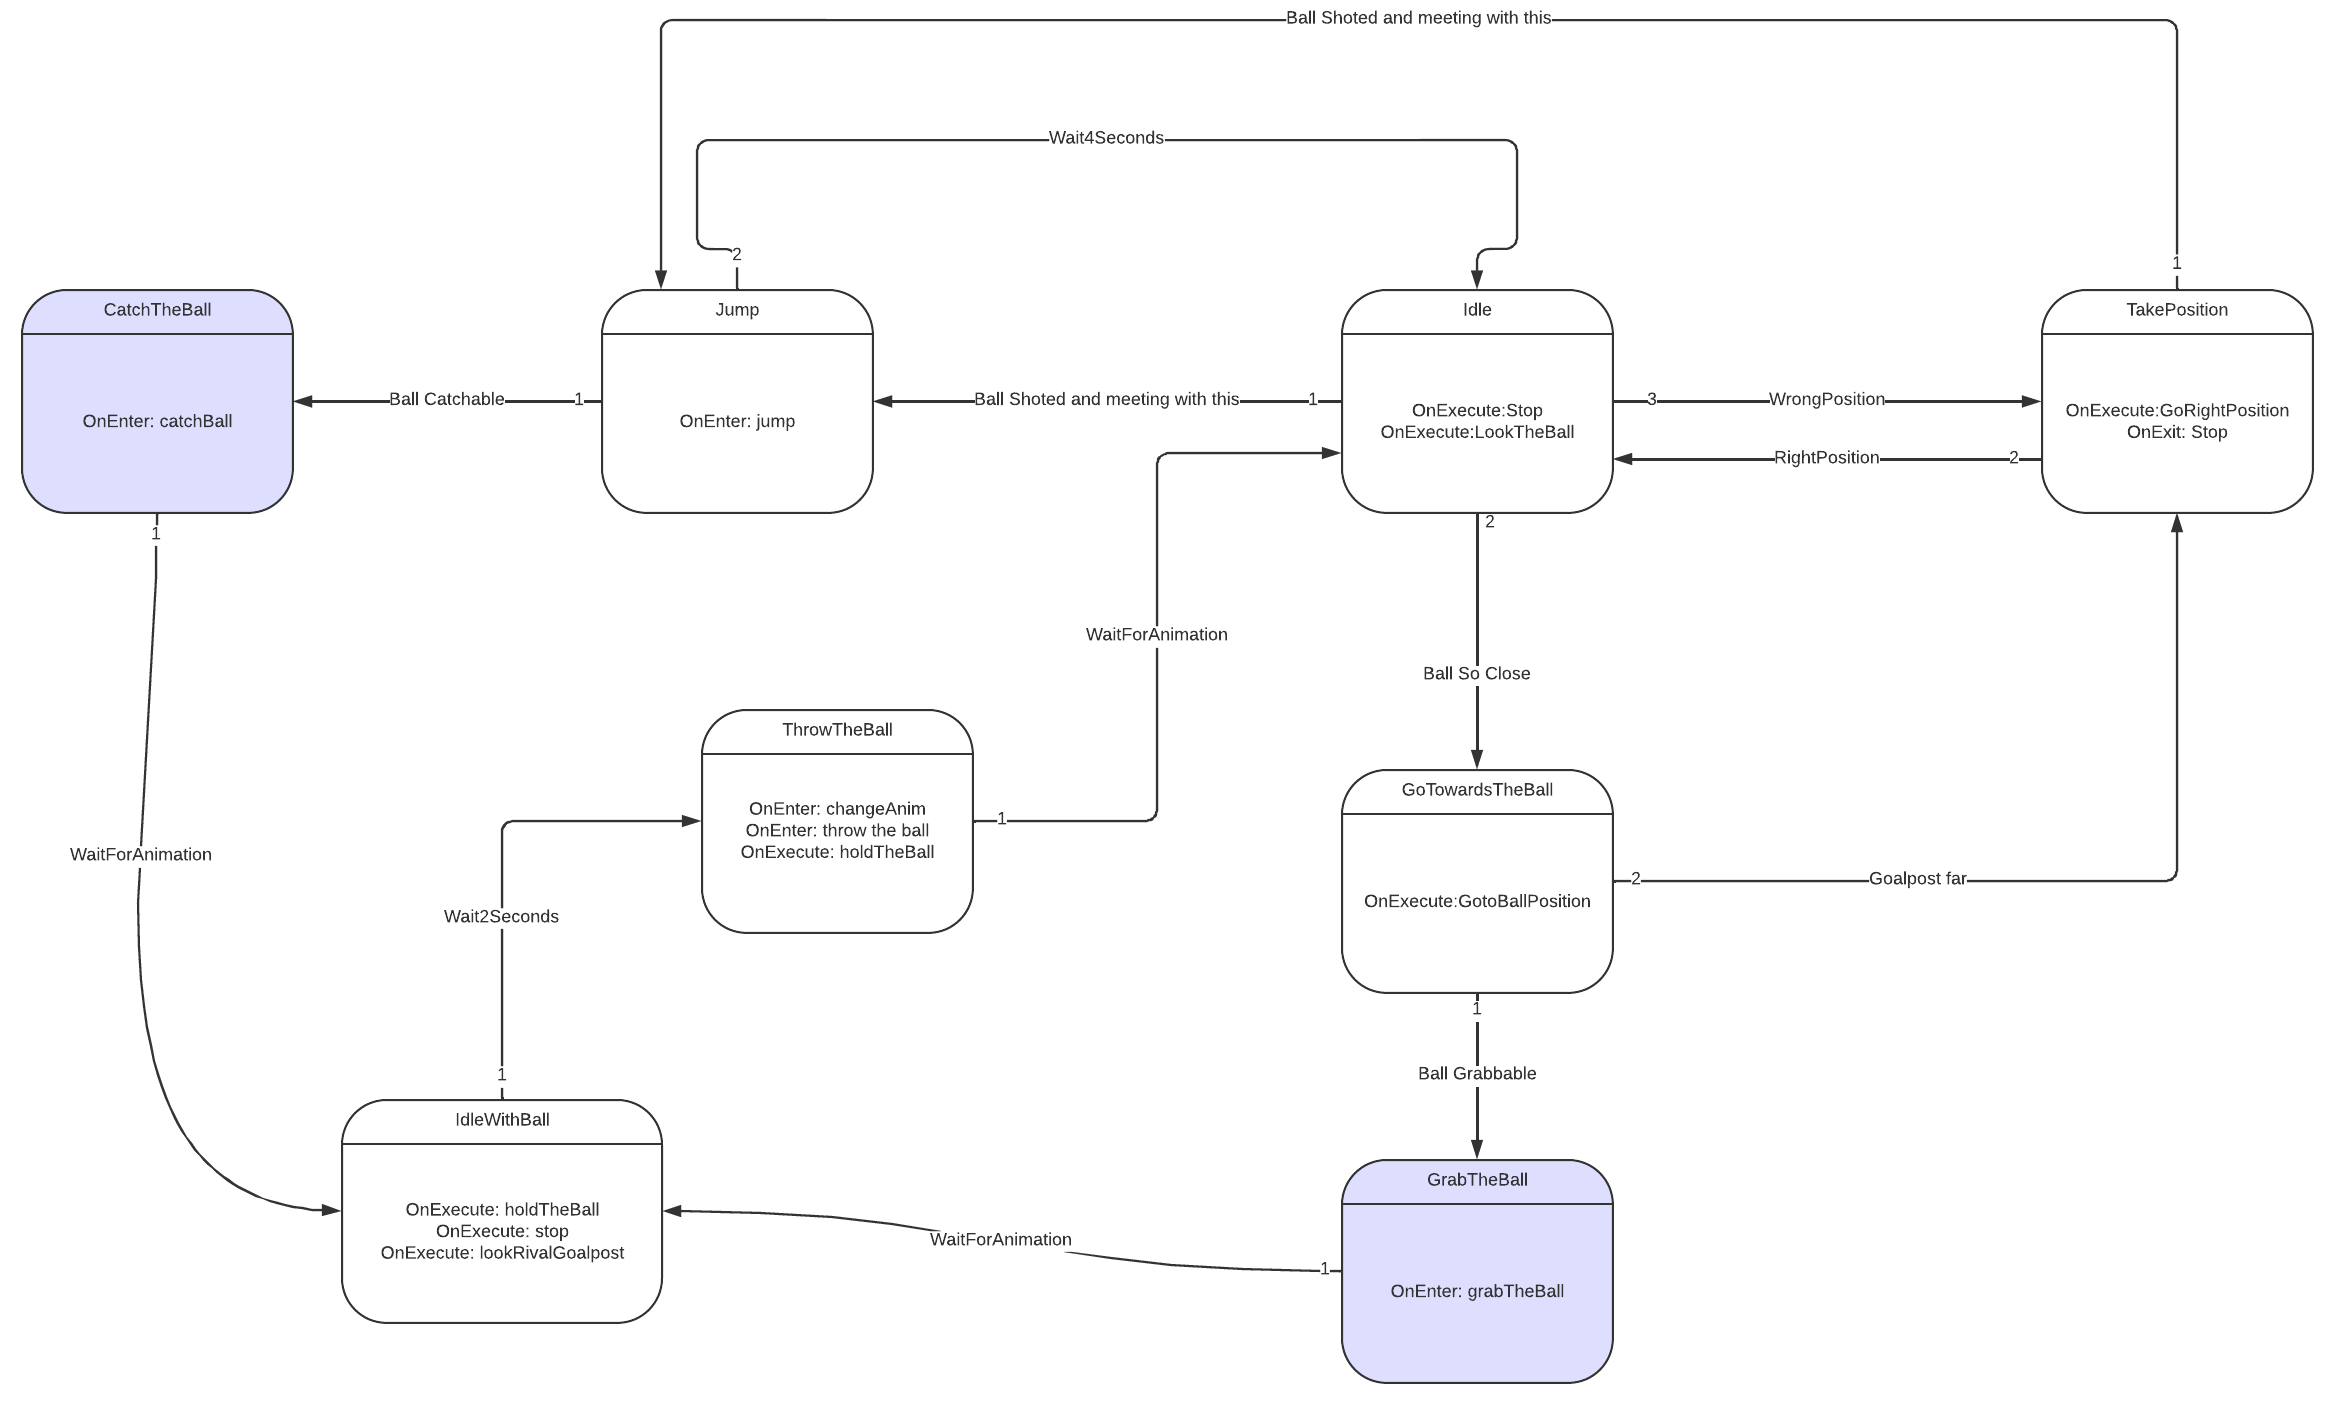 Ball Shoted and meeting with this
Wait4Seconds
2
1
CatchTheBall
OnEnter: catchBall
1
Ball Catchable
1
Jump
OnEnter: jump
Ball Shoted and meeting with this
1
Idle
OnExecute:Stop
OnExecute:LookTheBall
3
WrongPosition
RightPosition
2
TakePosition
OnExecute:GoRightPosition
OnExit: Stop
2
WaitForAnimation
Ball So Close
ThrowTheBall
OnEnter: changeAnim
OnEnter: throw the ball
OnExecute: holdTheBall
1
GoTowardsTheBall
OnExecute:GotoBallPosition
2
Goalpost far
WaitForAnimation
Wait2Seconds
1
1
Ball Grabbable
IdleWithBall
OnExecute: holdTheBall
OnExecute: stop
OnExecute: lookRivalGoalpost
WaitForAnimation
1
GrabTheBall
OnEnter: grabTheBall